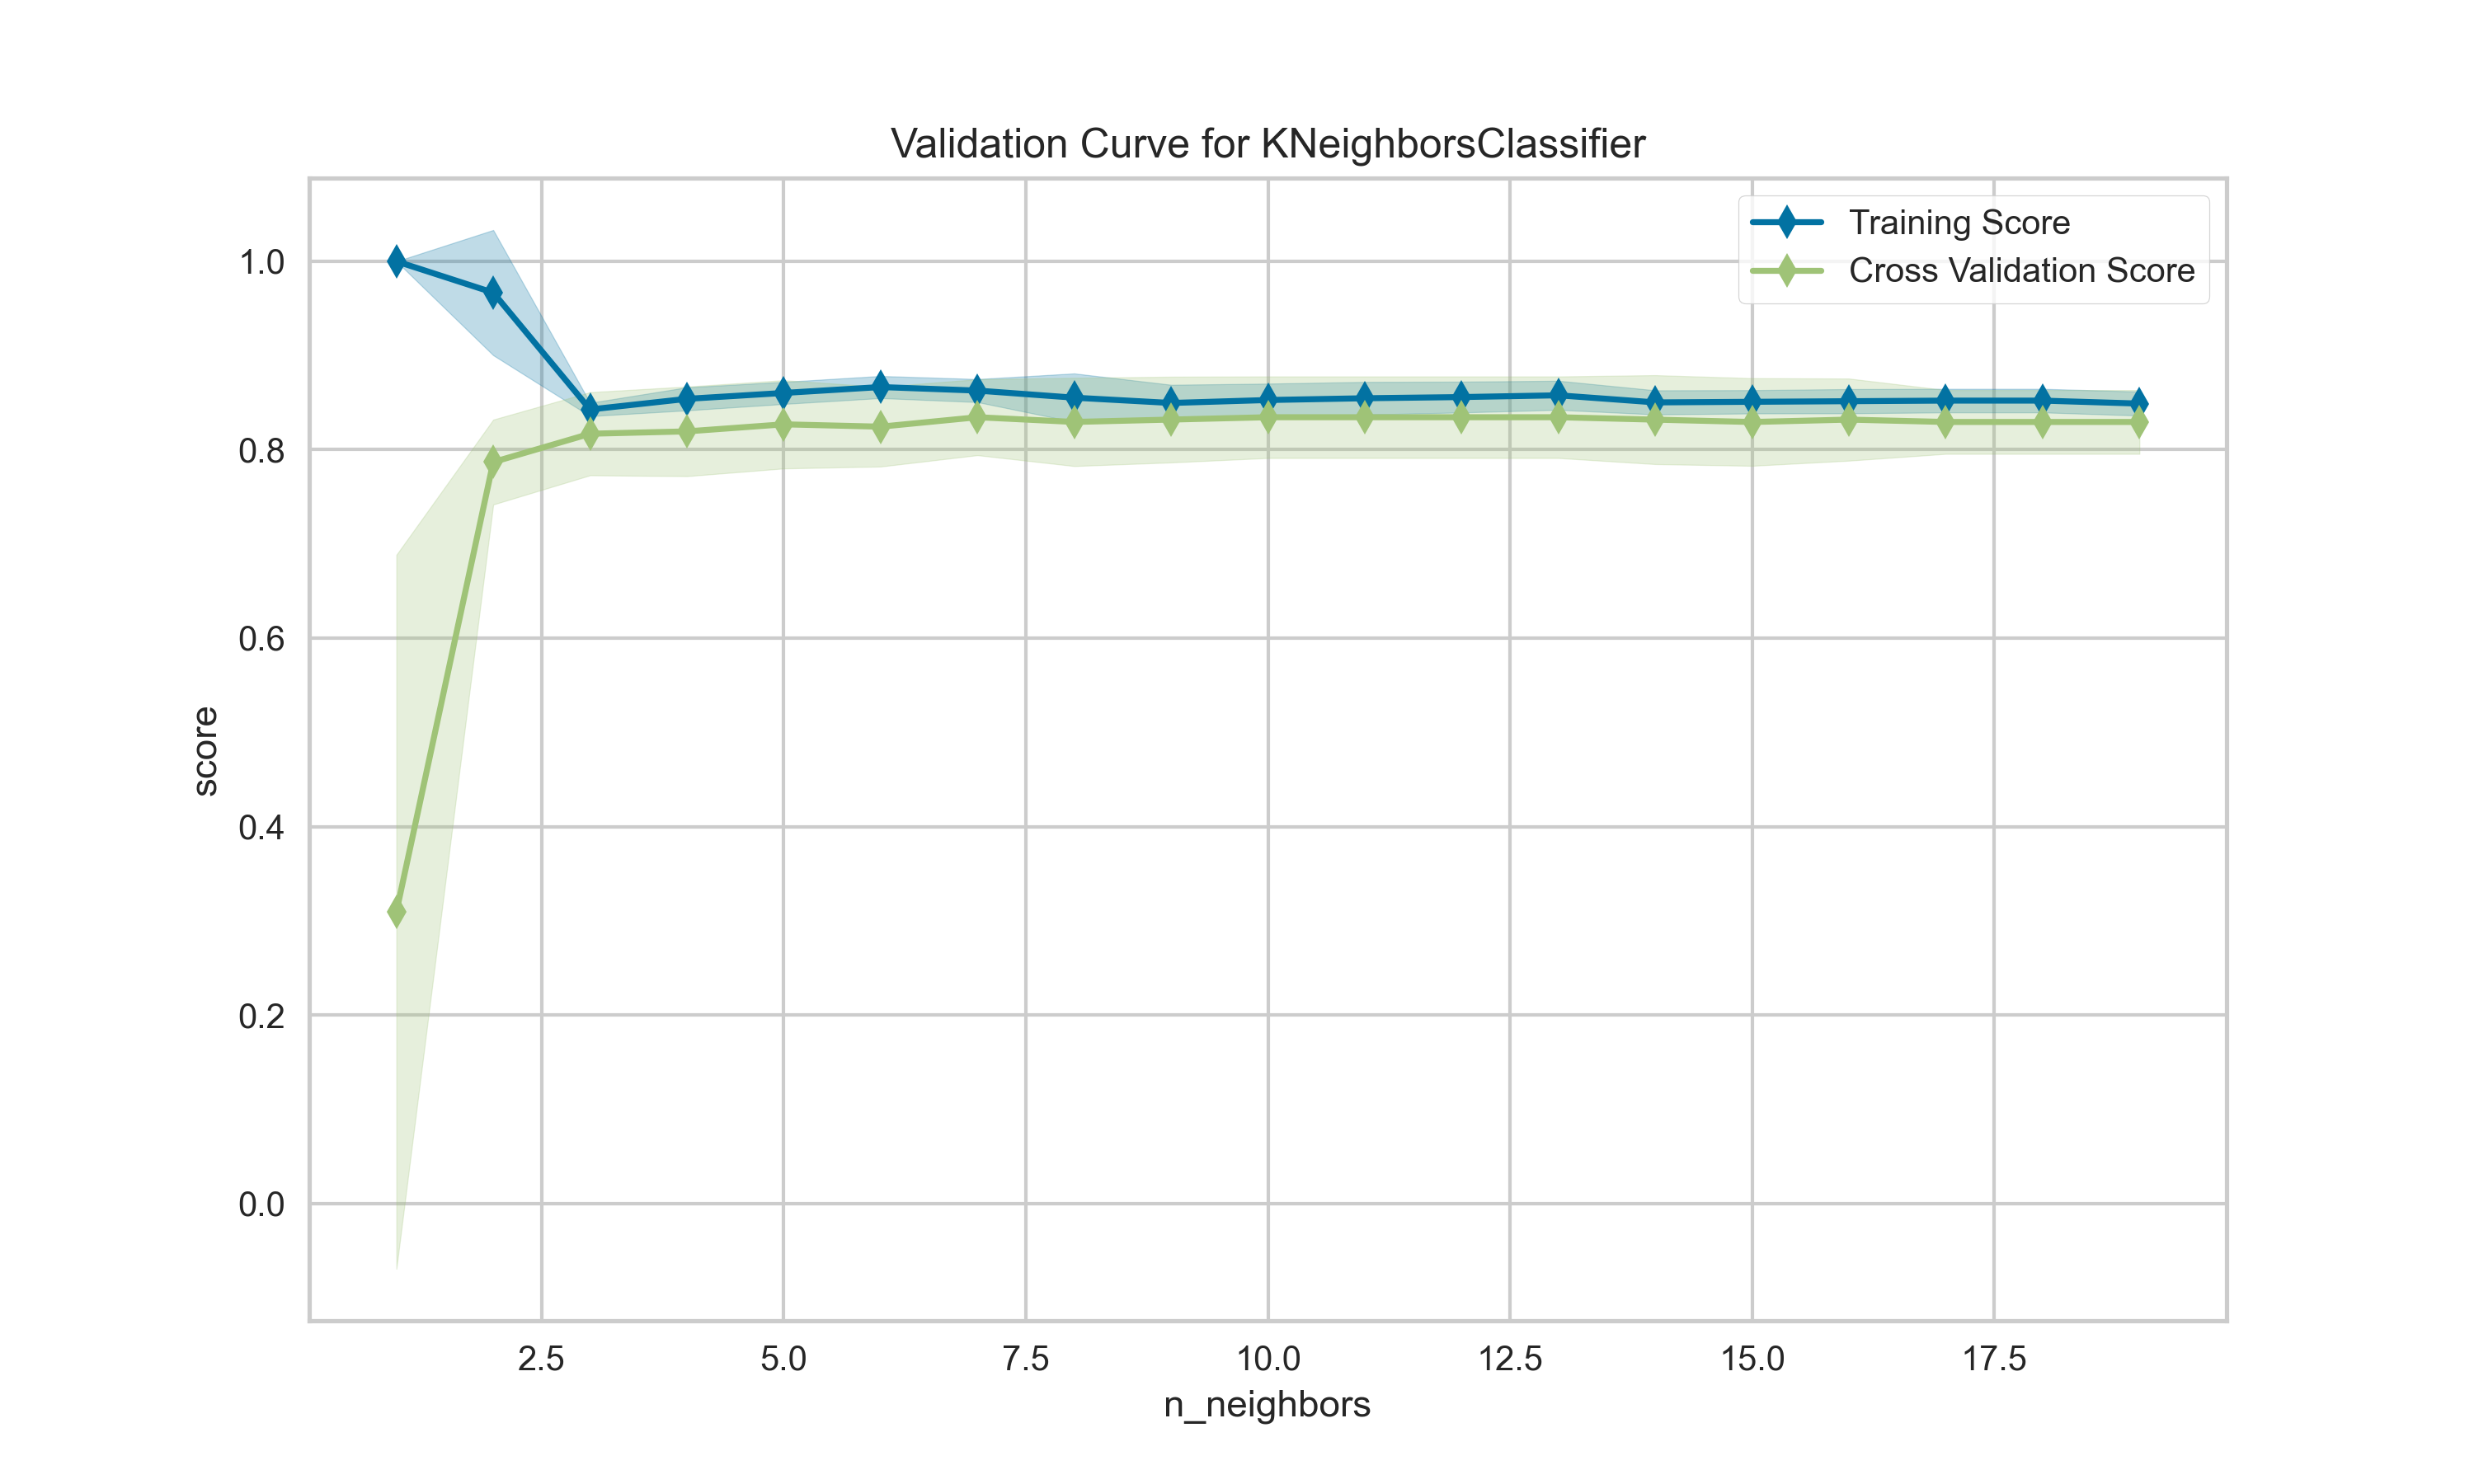 Validation Curve for KNeighborsClassifier
Training Score
Cross Validation Score
1.0
0.8
0.6
0.4
0.2
0.0
score
2.5 5.0 7.5 10.0 12.5 15.0 17.5
n_neighbors